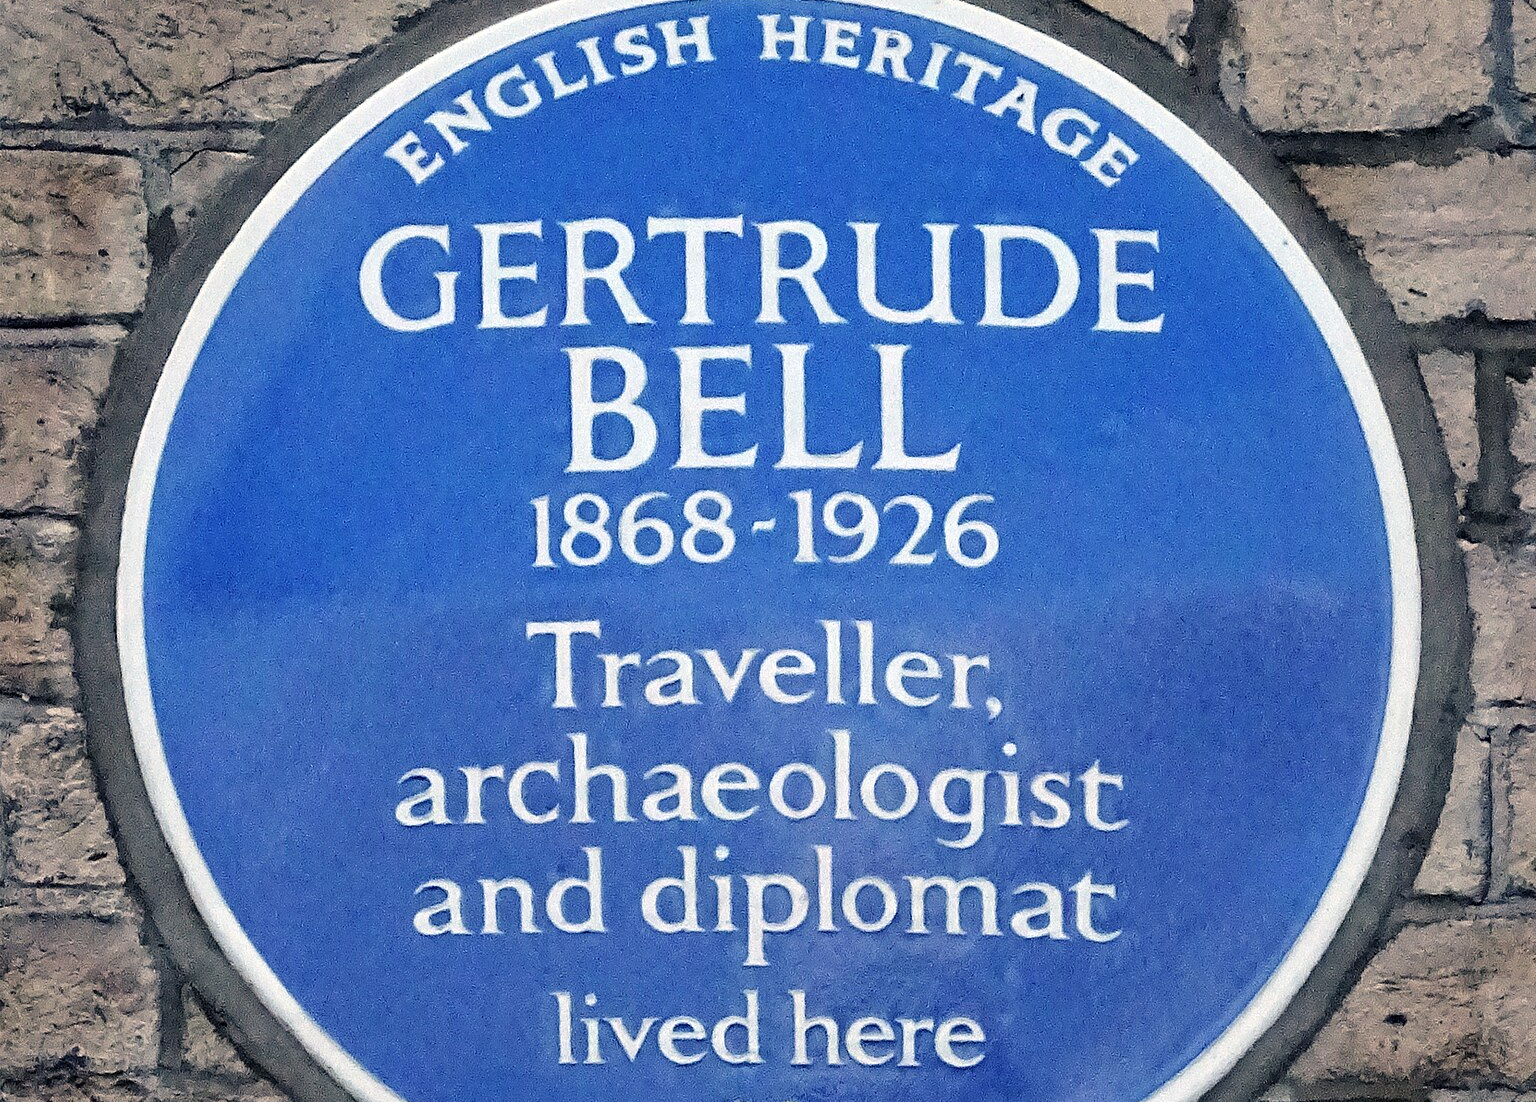 ENGLISH HERITAGE
GERTRUDE
BELL
1868-1926
Traveller,
archaeologist
and diplomat
lived here